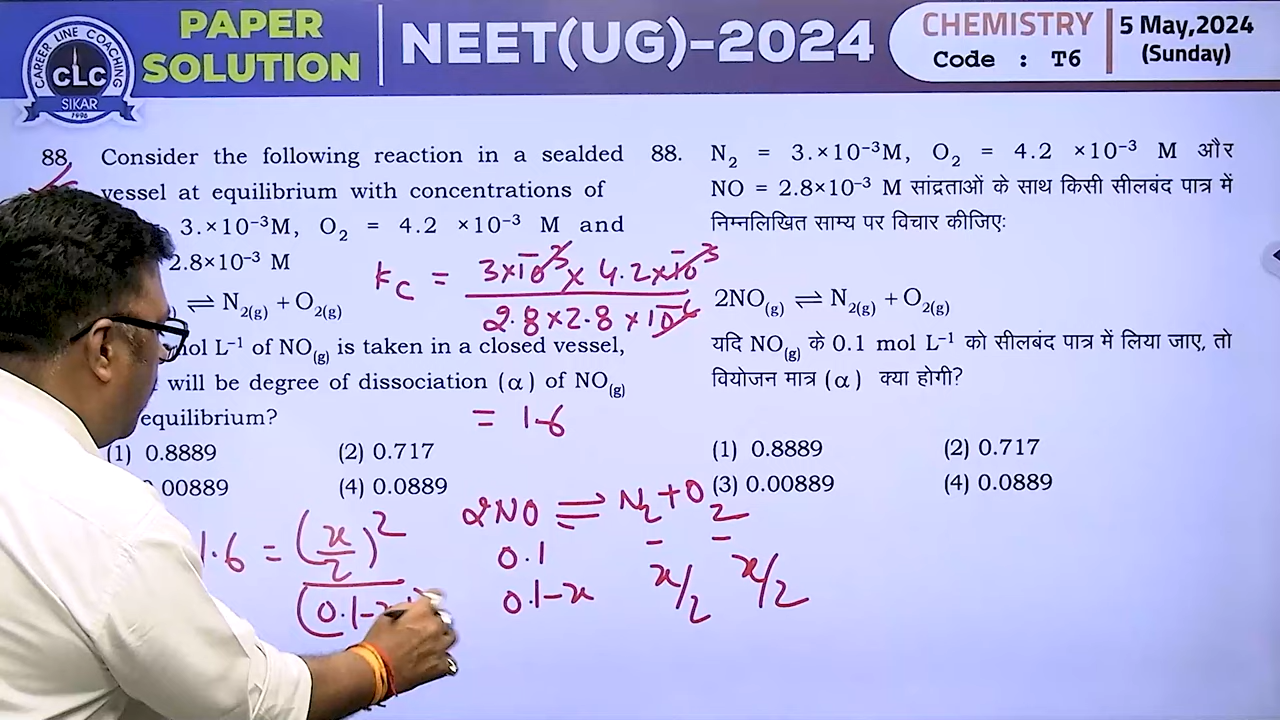 CAREER LINE COACHING
CLC
SIKAR
1996
PAPER
SOLUTION
NEET(UG)-2024
CHEMISTRY
Code : T6
5 May,2024
(Sunday)
88. Consider the following reaction in a sealded
vessel at equilibrium with concentrations of
3.×10⁻³M, O₂ = 4.2 ×10⁻³ M and
2.8×10⁻³ M
⇌ N₂(g) + O₂(g)
mol L⁻¹ of NO(g) is taken in a closed vessel,
will be degree of dissociation (α) of NO(g)
equilibrium?
(1) 0.8889 (2) 0.717
0.00889 (4) 0.0889
88. N₂ = 3.×10⁻³M, O₂ = 4.2 ×10⁻³ M और
NO = 2.8×10⁻³ M सांद्रताओं के साथ किसी सीलबंद पात्र में
निम्नलिखित साम्य पर विचार कीजिए:
2NO(g) ⇌ N₂(g) + O₂(g)
यदि NO(g) के 0.1 mol L⁻¹ को सीलबंद पात्र में लिया जाए, तो
वियोजन मात्र (α) क्या होगी?
(1) 0.8889 (2) 0.717
(3) 0.00889 (4) 0.0889
KC = 3×10⁻³ × 4.2×10⁻³
2.8×2.8×10⁻⁶
= 1.6
2NO ⇌ N₂ + O₂
0.1 - -
0.1-x x/2 x/2
1.6 = (x/2)²
(0.1-x)